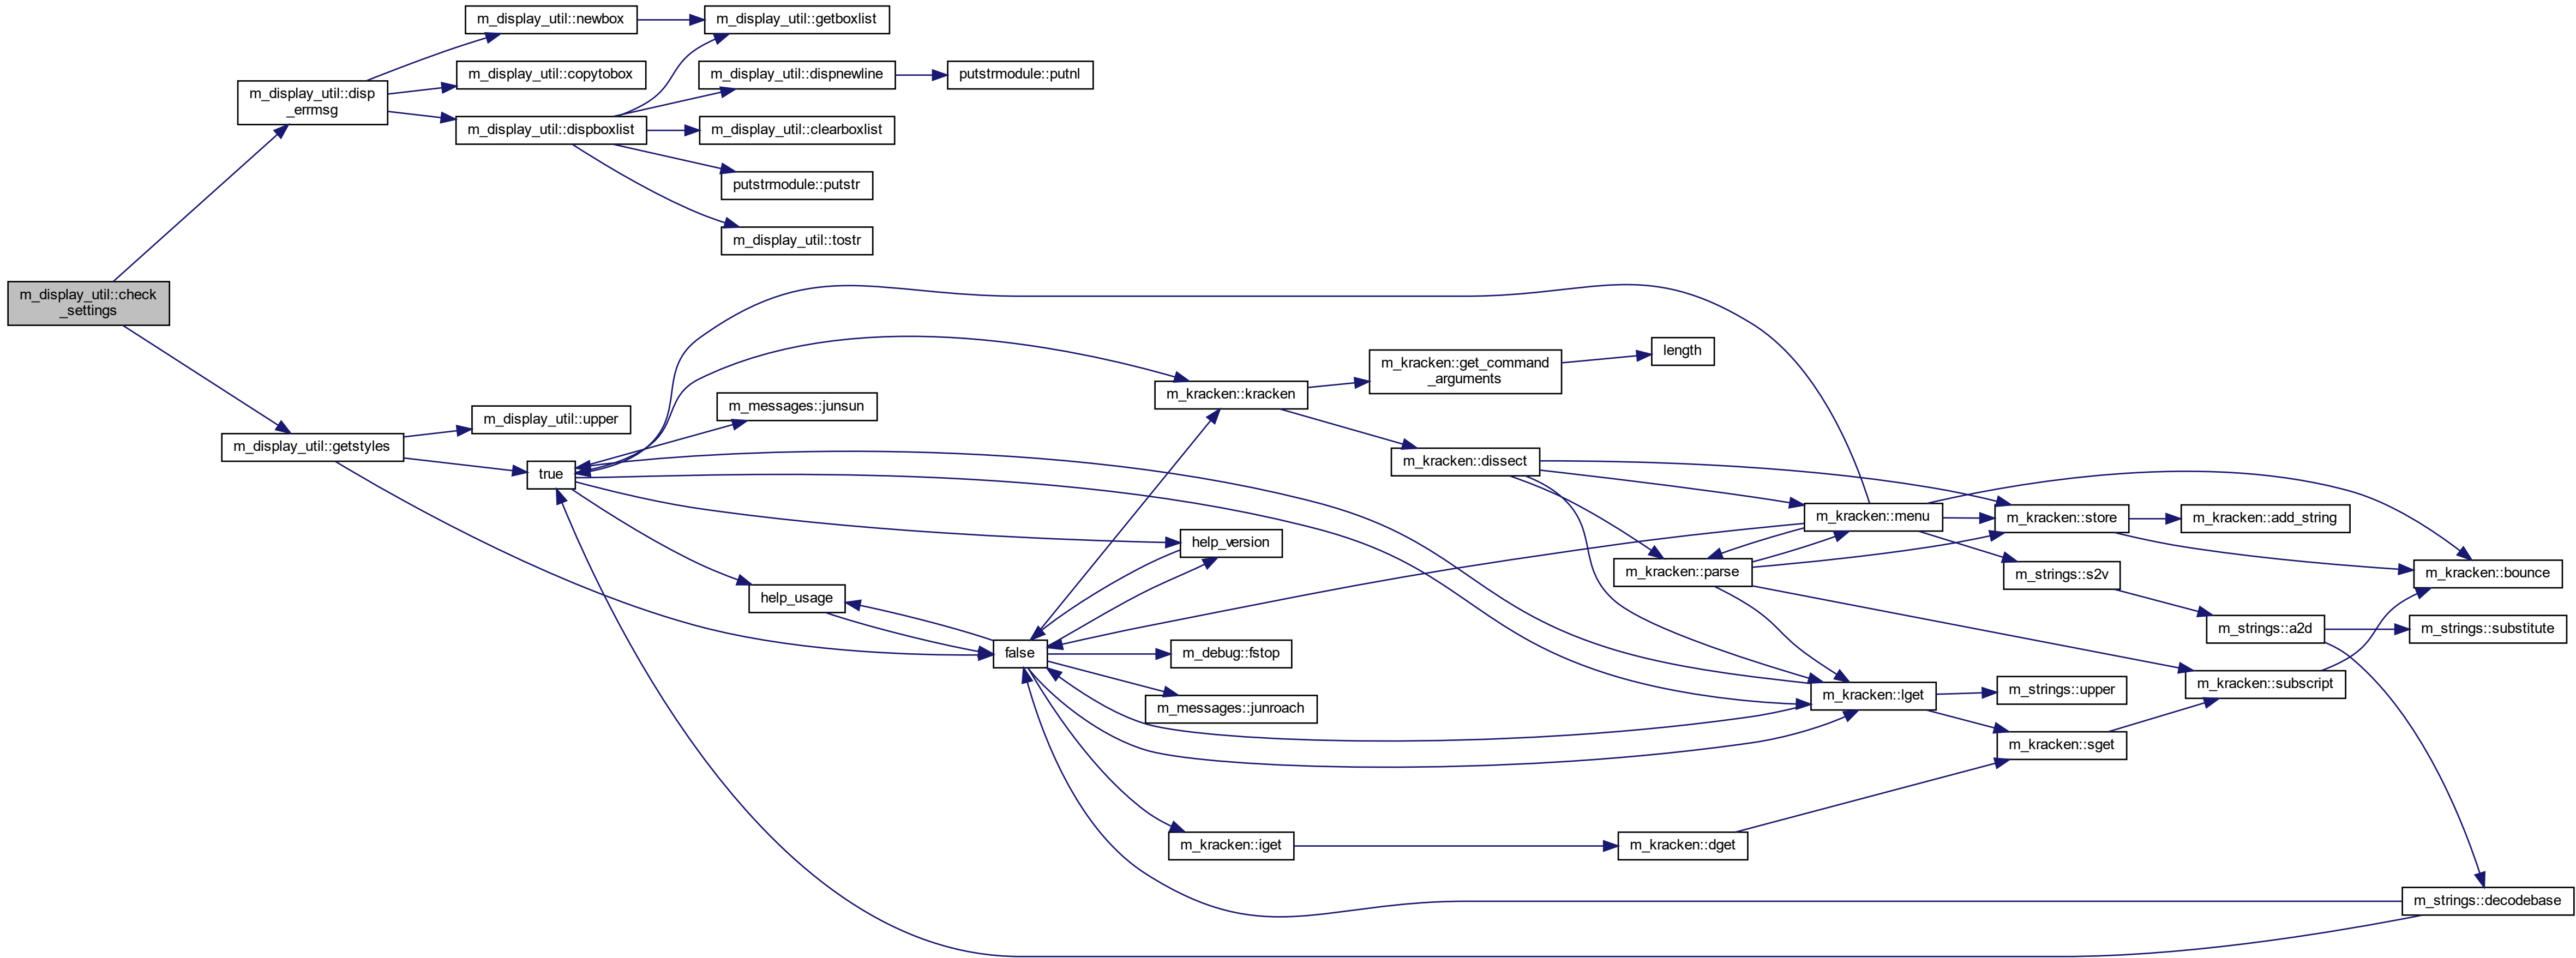 m_display_util::newbox
m_display_util::getboxlist
m_display_util::copytobox
m_display_util::dispnewline
putstrmodule::putnl
m_display_util::disp
_errmsg
m_display_util::dispboxlist
m_display_util::clearboxlist
putstrmodule::putstr
m_display_util::tostr
m_display_util::check
_settings
length
m_kracken::get_command
_arguments
m_kracken::kracken
m_messages::junsun
m_display_util::upper
m_display_util::getstyles
true
m_kracken::dissect
m_kracken::menu
m_kracken::store
m_kracken::add_string
help_version
m_kracken::parse
m_strings::s2v
m_kracken::bounce
help_usage
m_strings::a2d
m_strings::substitute
false
m_debug::fstop
m_kracken::subscript
m_kracken::lget
m_strings::upper
m_messages::junroach
m_kracken::sget
m_kracken::iget
m_kracken::dget
m_strings::decodebase